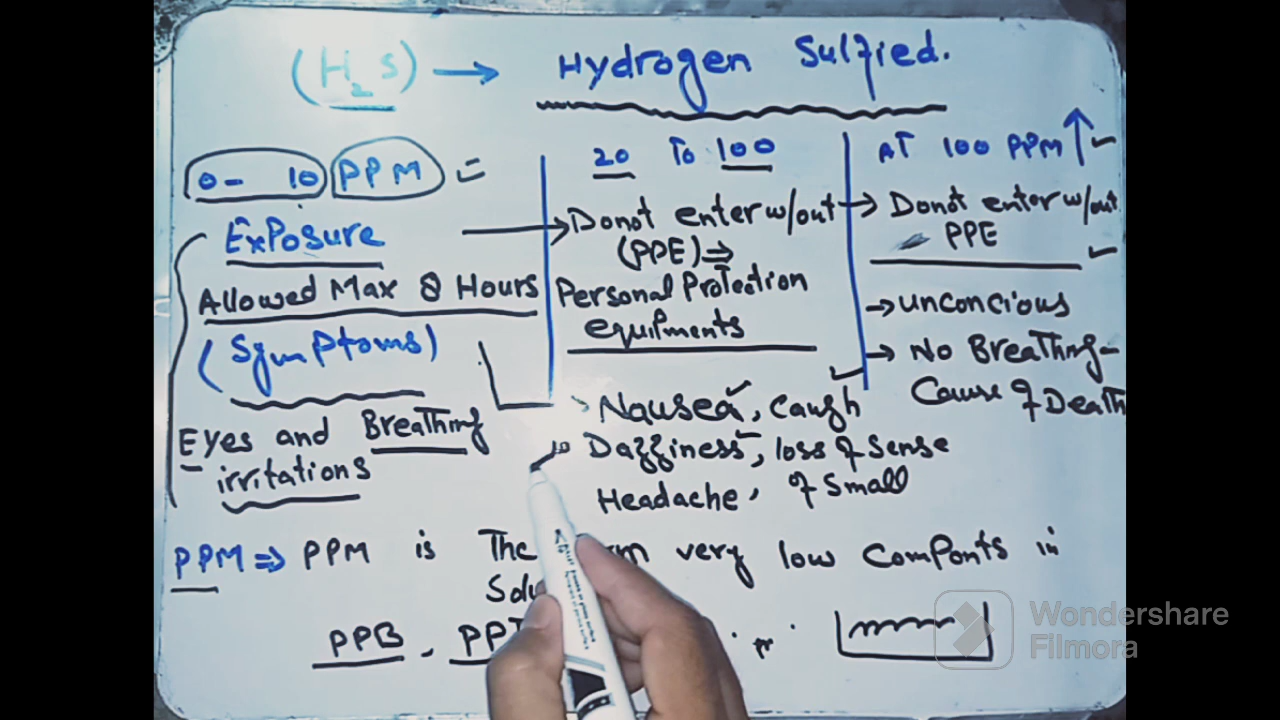 (H2S) → Hydrogen Sulfied.
0- 10 PPM =
Exposure
Allowed Max 8 Hours
(Symptoms)
Eyes and Breathing
irritations
20 To 100
→ Donot enter w/out
(PPE) ⇒
Personal Protection
equipments
Nausea, Caugh
Dazziness, loss of Sense
Headache, of Small
AT 100 PPM ↑
→ Donot enter w/out
PPE
→ unconcious
→ No Breathing-
Cause of Death
PPM ⇒ PPM is The very low Componts in
PPB -
Wondershare
Filmora